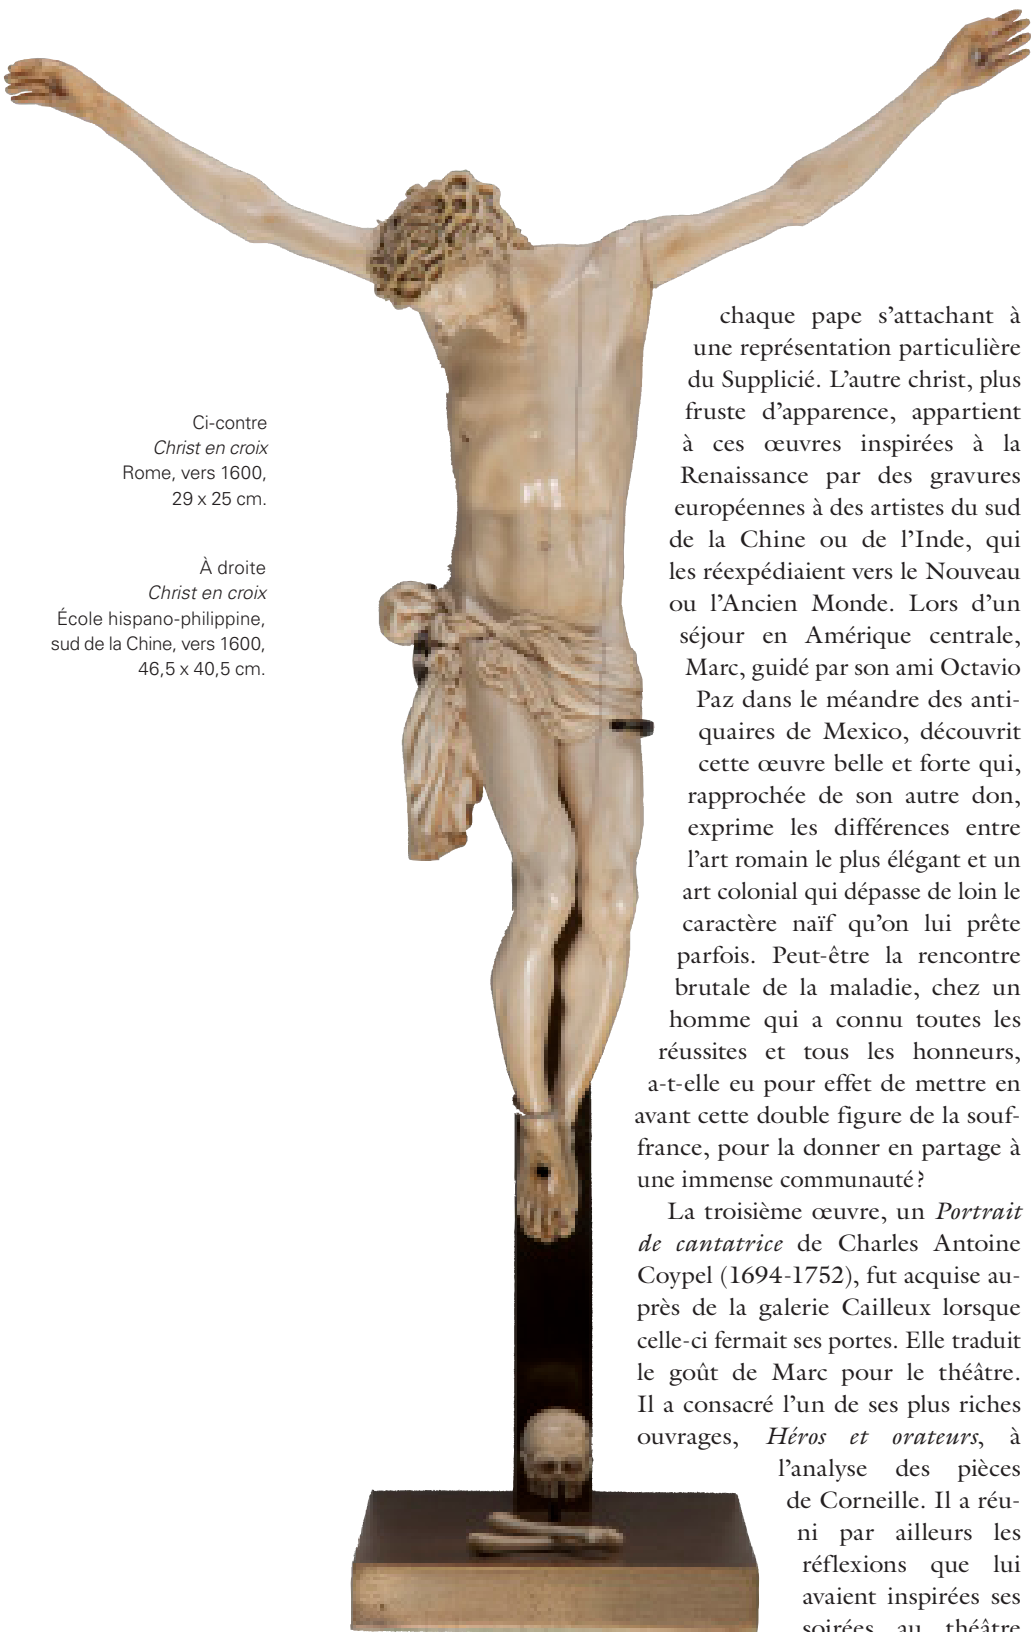 Ci-contre
Christ en croix
Rome, vers 1600,
29 x 25 cm.
À droite
Christ en croix
École hispano-philippine,
sud de la Chine, vers 1600,
46,5 x 40,5 cm.
chaque pape s’attachant à
une représentation particulière
du Supplicié. L’autre christ, plus
fruste d’apparence, appartient
à ces œuvres inspirées à la
Renaissance par des gravures
européennes à des artistes du sud
de la Chine ou de l’Inde, qui
les réexpédiaient vers le Nouveau
ou l’Ancien Monde. Lors d’un
séjour en Amérique centrale,
Marc, guidé par son ami Octavio
Paz dans le méandre des anti-
quaires de Mexico, découvrit
cette œuvre belle et forte qui,
rapprochée de son autre don,
exprime les différences entre
l’art romain le plus élégant et un
art colonial qui dépasse de loin le
caractère naïf qu’on lui prête
parfois. Peut-être la rencontre
brutale de la maladie, chez un
homme qui a connu toutes les
réussites et tous les honneurs,
a-t-elle eu pour effet de mettre en
avant cette double figure de la souf-
france, pour la donner en partage à
une immense communauté ?
La troisième œuvre, un Portrait
de cantatrice de Charles Antoine
Coypel (1694-1752), fut acquise au-
près de la galerie Cailleux lorsque
celle-ci fermait ses portes. Elle traduit
le goût de Marc pour le théâtre.
Il a consacré l’un de ses plus riches
ouvrages, Héros et orateurs, à
l’analyse des pièces
de Corneille. Il a réu-
ni par ailleurs les
réflexions que lui
avaient inspirées ses
soirées au théâtre